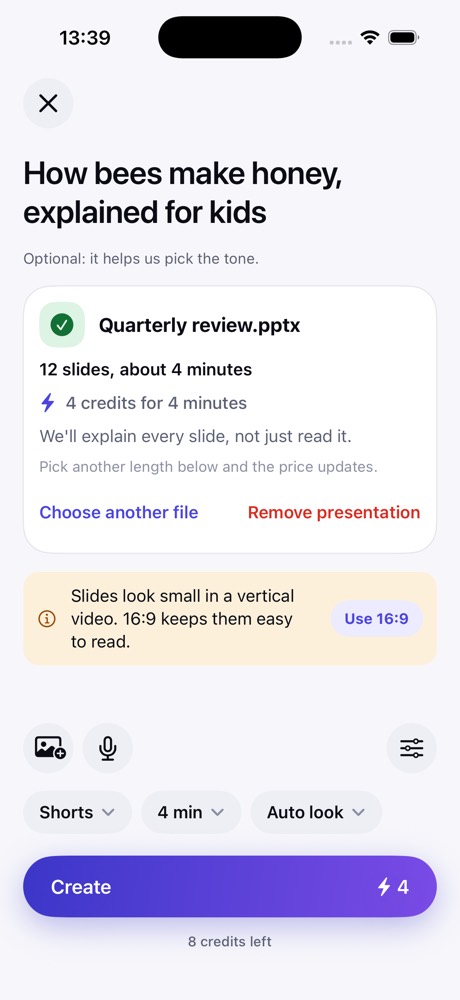 13:39
How bees make honey,
explained for kids
Optional: it helps us pick the tone.
Quarterly review.pptx
12 slides, about 4 minutes
4 credits for 4 minutes
We'll explain every slide, not just read it.
Pick another length below and the price updates.
Choose another file
Remove presentation
Slides look small in a vertical
video. 16:9 keeps them easy
to read.
Use 16:9
Shorts
4 min
Auto look
Create
4
8 credits left